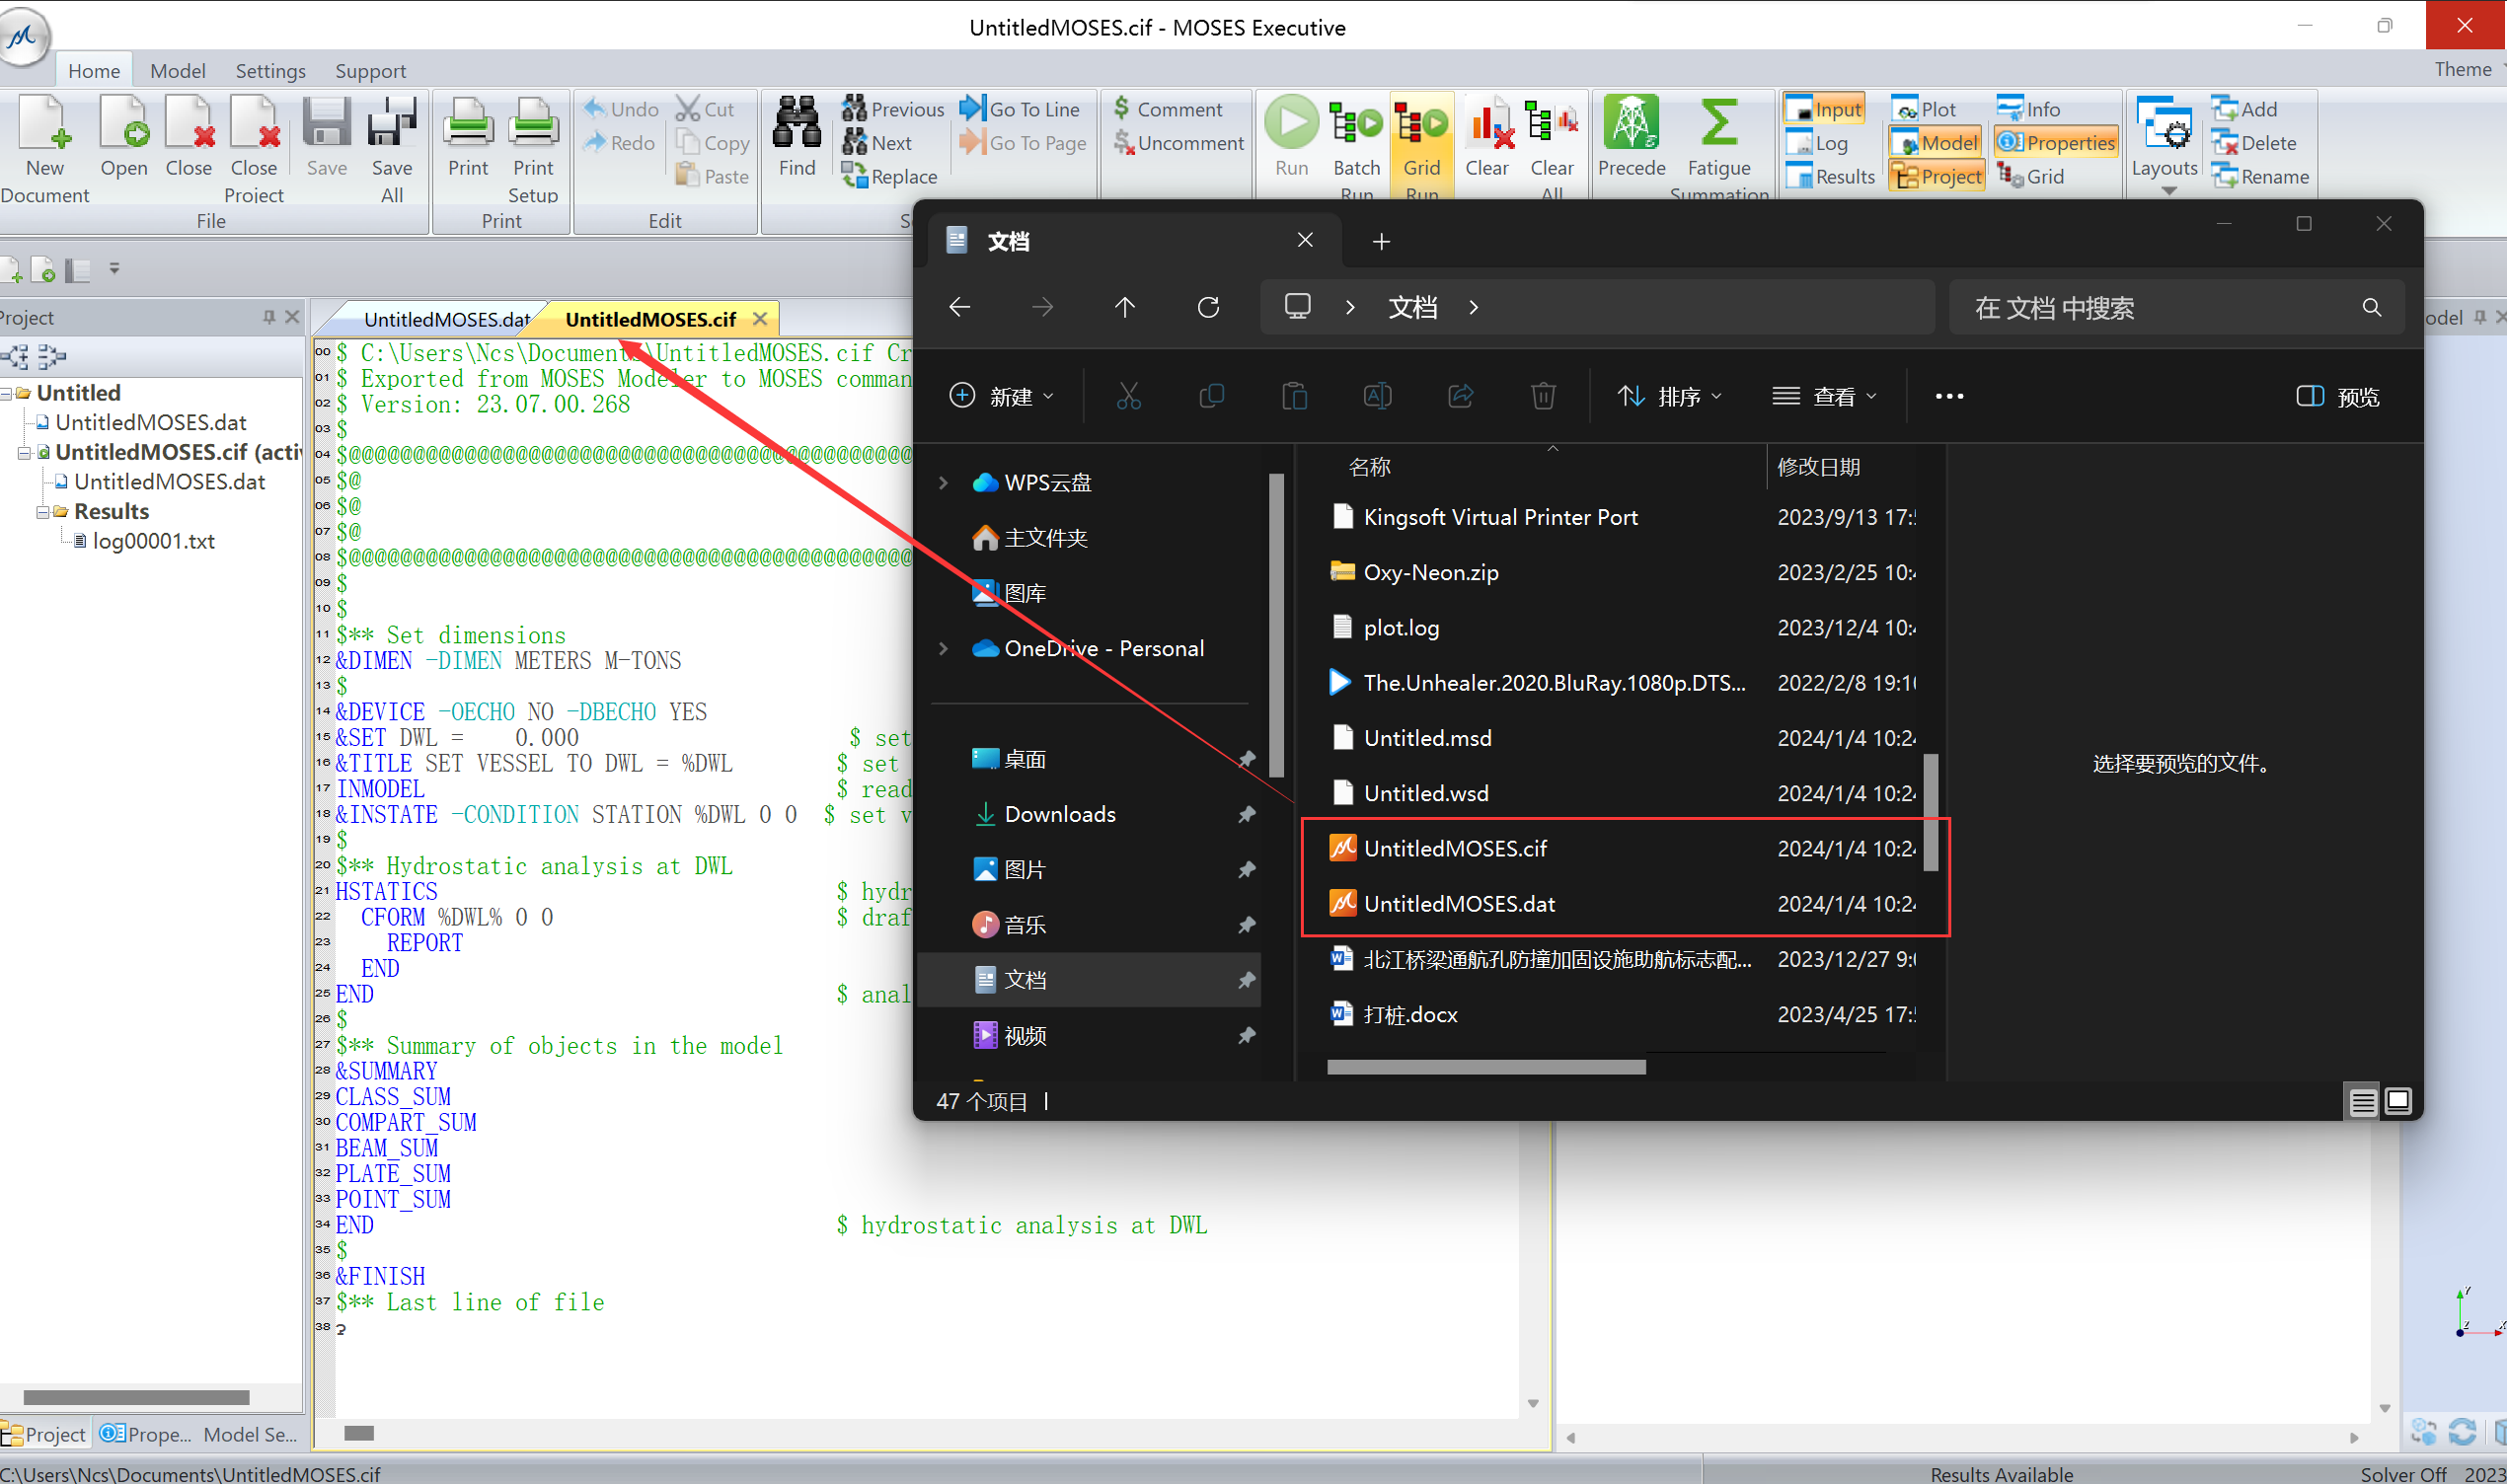 UntitledMOSES.cif - MOSES Executive
Home Model Settings Support Theme
New Document
Open
Close
Close Project
Save
Save All
File
Print
Print Setup
Print
Undo
Redo
Cut
Copy
Paste
Edit
Find
Previous
Next
Replace
Go To Line
Go To Page
Comment
Uncomment
Run
Batch Run
Grid Run
Clear
Clear All
Precede
Fatigue Summation
Input
Log
Results
Plot
Model
Project
Info
Properties
Grid
Layouts
Add
Delete
Rename
Project
Untitled
UntitledMOSES.dat
UntitledMOSES.cif (acti
UntitledMOSES.dat
Results
log00001.txt
Project Prope... Model Se...
UntitledMOSES.dat UntitledMOSES.cif
00 $ C:\Users\Ncs\Documents\UntitledMOSES.cif Cr
01 $ Exported from MOSES Modeler to MOSES comman
02 $ Version: 23.07.00.268
03 $
04 $@@@@@@@@@@@@@@@@@@@@@@@@@@@@@@@@@@@@@@@@@@@@
05 $@
06 $@
07 $@
08 $@@@@@@@@@@@@@@@@@@@@@@@@@@@@@@@@@@@@@@@@@@@@
09 $
10 $
11 $** Set dimensions
12 &DIMEN -DIMEN METERS M-TONS
13 $
14 &DEVICE -OECHO NO -DBECHO YES
15 &SET DWL = 0.000 $ set
16 &TITLE SET VESSEL TO DWL = %DWL $ set
17 INMODEL $ read
18 &INSTATE -CONDITION STATION %DWL 0 0 $ set v
19 $
20 $** Hydrostatic analysis at DWL
21 HSTATICS $ hydr
22 CFORM %DWL% 0 0 $ draf
23 REPORT
24 END
25 END $ anal
26 $
27 $** Summary of objects in the model
28 &SUMMARY
29 CLASS_SUM
30 COMPART_SUM
31 BEAM_SUM
32 PLATE_SUM
33 POINT_SUM
34 END $ hydrostatic analysis at DWL
35 $
36 &FINISH
37 $** Last line of file
38
文档
文档
在 文档 中搜索
新建 排序 查看 ... 预览
WPS云盘
主文件夹
图库
OneDrive - Personal
桌面
Downloads
图片
音乐
文档
视频
名称 修改日期
Kingsoft Virtual Printer Port 2023/9/13 17:
Oxy-Neon.zip 2023/2/25 10:
plot.log 2023/12/4 10:
The.Unhealer.2020.BluRay.1080p.DTS... 2022/2/8 19:1
Untitled.msd 2024/1/4 10:2
Untitled.wsd 2024/1/4 10:2
UntitledMOSES.cif 2024/1/4 10:2
UntitledMOSES.dat 2024/1/4 10:2
北江桥梁通航孔防撞加固设施助航标志配... 2023/12/27 9:
打桩.docx 2023/4/25 17:
选择要预览的文件。
47 个项目
odel
Y
Z
X
C:\Users\Ncs\Documents\UntitledMOSES.cif
Results Available
Solver Off 2023